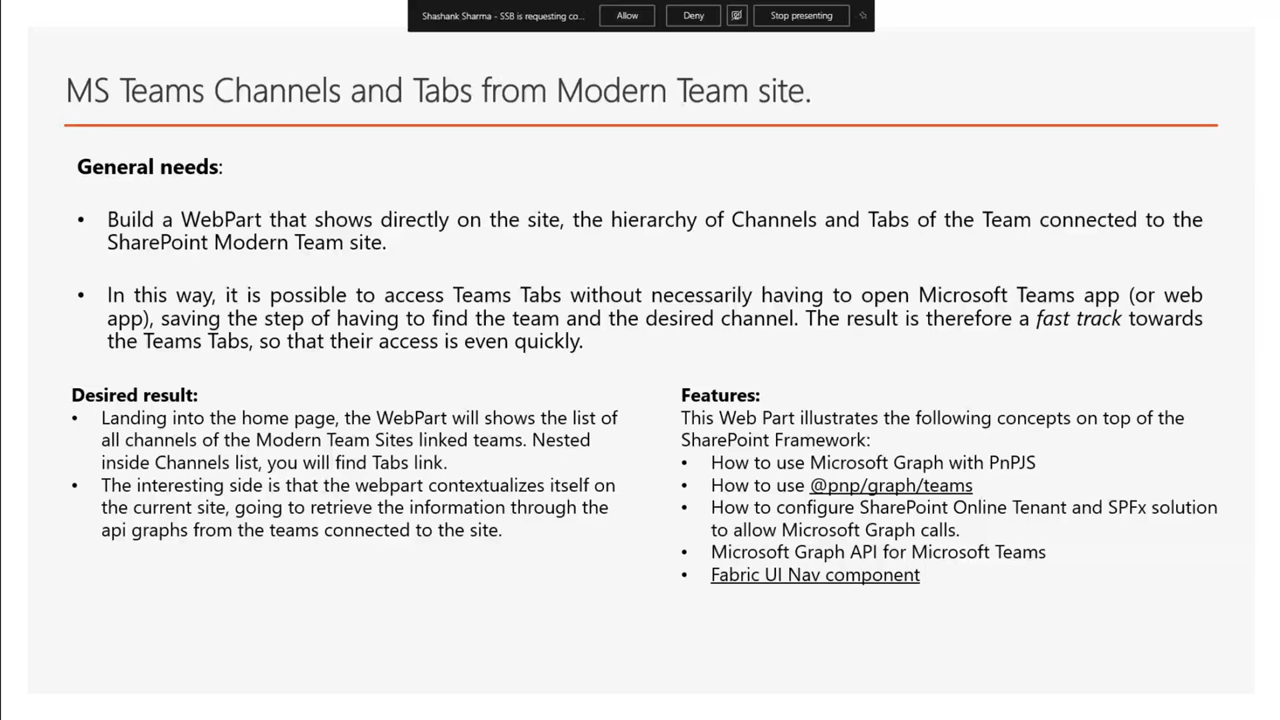 Shashank Sharma - SSB is requesting co...
Allow
Deny
Stop presenting
MS Teams Channels and Tabs from Modern Team site.
General needs:
• Build a WebPart that shows directly on the site, the hierarchy of Channels and Tabs of the Team connected to the
SharePoint Modern Team site.
• In this way, it is possible to access Teams Tabs without necessarily having to open Microsoft Teams app (or web
app), saving the step of having to find the team and the desired channel. The result is therefore a fast track towards
the Teams Tabs, so that their access is even quickly.
Desired result:
• Landing into the home page, the WebPart will shows the list of
all channels of the Modern Team Sites linked teams. Nested
inside Channels list, you will find Tabs link.
• The interesting side is that the webpart contextualizes itself on
the current site, going to retrieve the information through the
api graphs from the teams connected to the site.
Features:
This Web Part illustrates the following concepts on top of the
SharePoint Framework:
• How to use Microsoft Graph with PnPJS
• How to use @pnp/graph/teams
• How to configure SharePoint Online Tenant and SPFx solution
to allow Microsoft Graph calls.
• Microsoft Graph API for Microsoft Teams
• Fabric UI Nav component